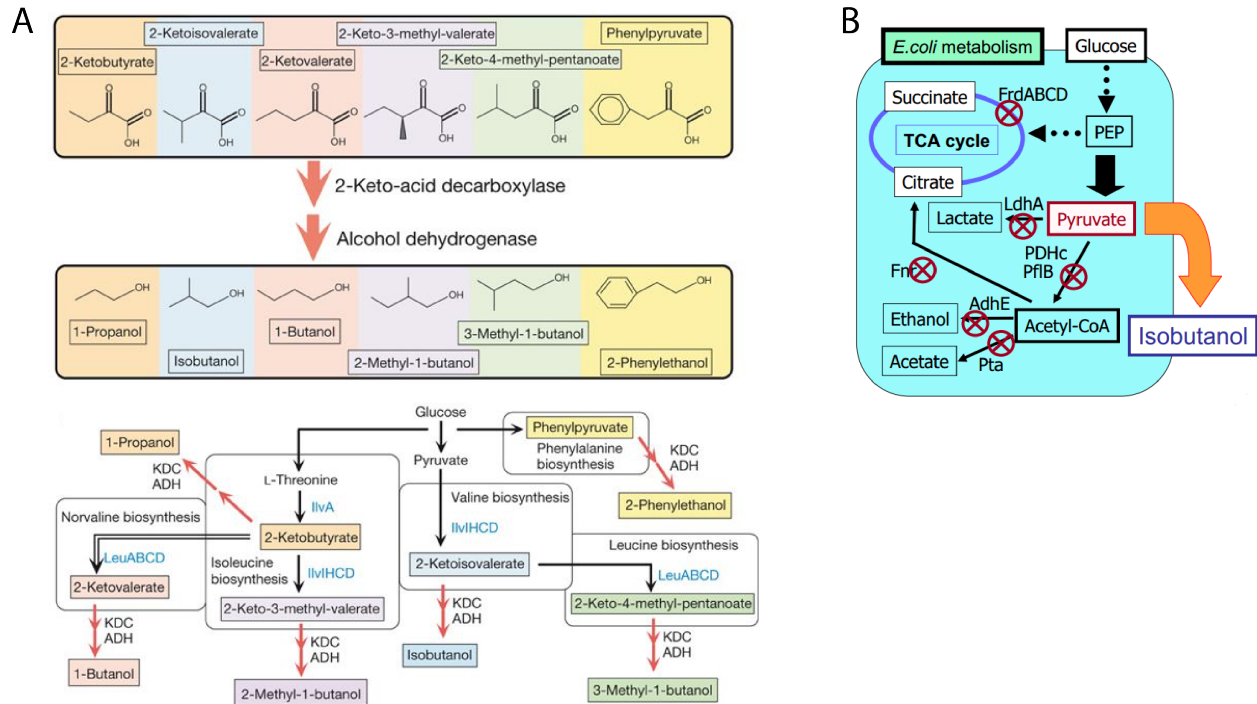 A
2-Ketoisovalerate
2-Keto-3-methyl-valerate
Phenylpyruvate
2-Ketobutyrate
2-Ketovalerate
2-Keto-4-methyl-pentanoate
O
O
OH
O
O
OH
O
O
OH
O
O
OH
O
O
OH
O
O
OH
2-Keto-acid decarboxylase
Alcohol dehydrogenase
OH
OH
OH
OH
OH
OH
1-Propanol
1-Butanol
3-Methyl-1-butanol
Isobutanol
2-Methyl-1-butanol
2-Phenylethanol
Glucose
1-Propanol
Phenylpyruvate
KDC
ADH
Pyruvate
Phenylalanine
biosynthesis
KDC
ADH
L-Threonine
Norvaline biosynthesis
IlvA
Valine biosynthesis
2-Phenylethanol
2-Ketobutyrate
IlvIHCD
LeuABCD
Isoleucine
biosynthesis
IlvIHCD
2-Ketoisovalerate
Leucine biosynthesis
LeuABCD
2-Ketovalerate
2-Keto-3-methyl-valerate
2-Keto-4-methyl-pentanoate
KDC
ADH
KDC
ADH
KDC
ADH
KDC
ADH
1-Butanol
2-Methyl-1-butanol
Isobutanol
3-Methyl-1-butanol
B
E.coli metabolism
Glucose
Succinate
FrdABCD
TCA cycle
PEP
Citrate
Lactate
LdhA
Pyruvate
Fnr
PDHc
PflB
Ethanol
AdhE
Acetyl-CoA
Isobutanol
Acetate
Pta